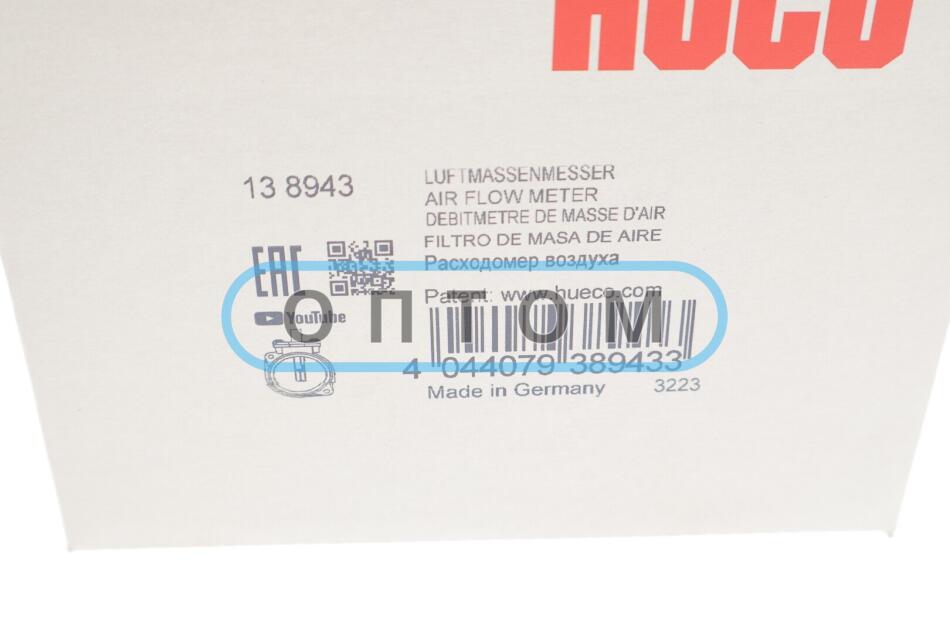 HÜCO
13 8943
LUFTMASSENMESSER
AIR FLOW METER
DEBITMETRE DE MASSE D'AIR
FILTRO DE MASA DE AIRE
Расходомер воздуха
EAC
Patent: www.hueco.com
YouTube
ОПТОМ
4 044079 389433
Made in Germany
3223